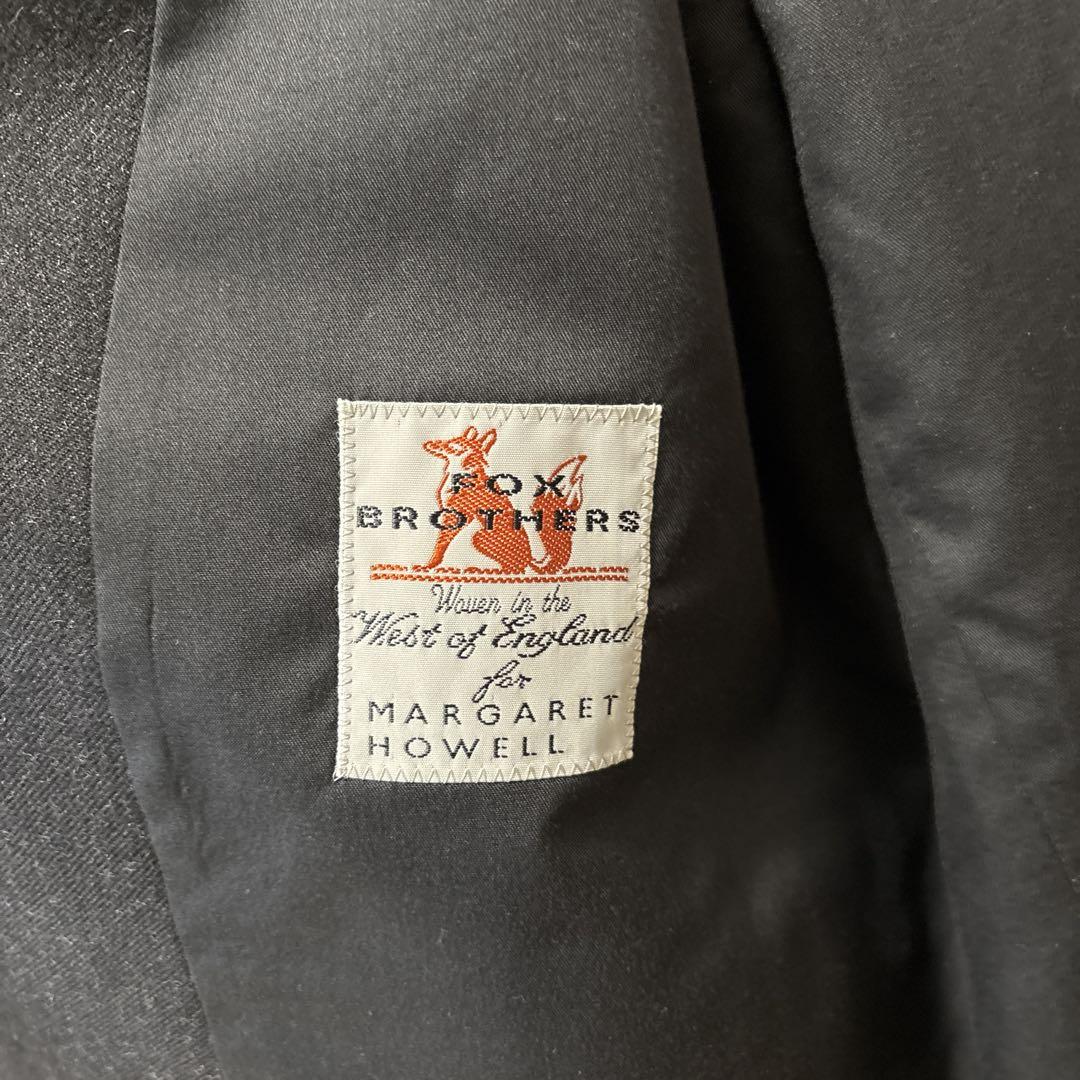 FOX
BROTHERS
Woven in the
West of England
for
MARGARET
HOWELL